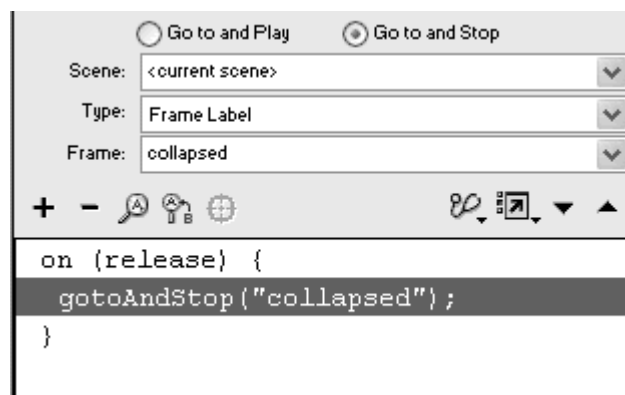 Go to and Play Go to and Stop
Scene: <current scene>
Type: Frame Label
Frame: collapsed
on (release) {
gotoAndStop("collapsed");
}